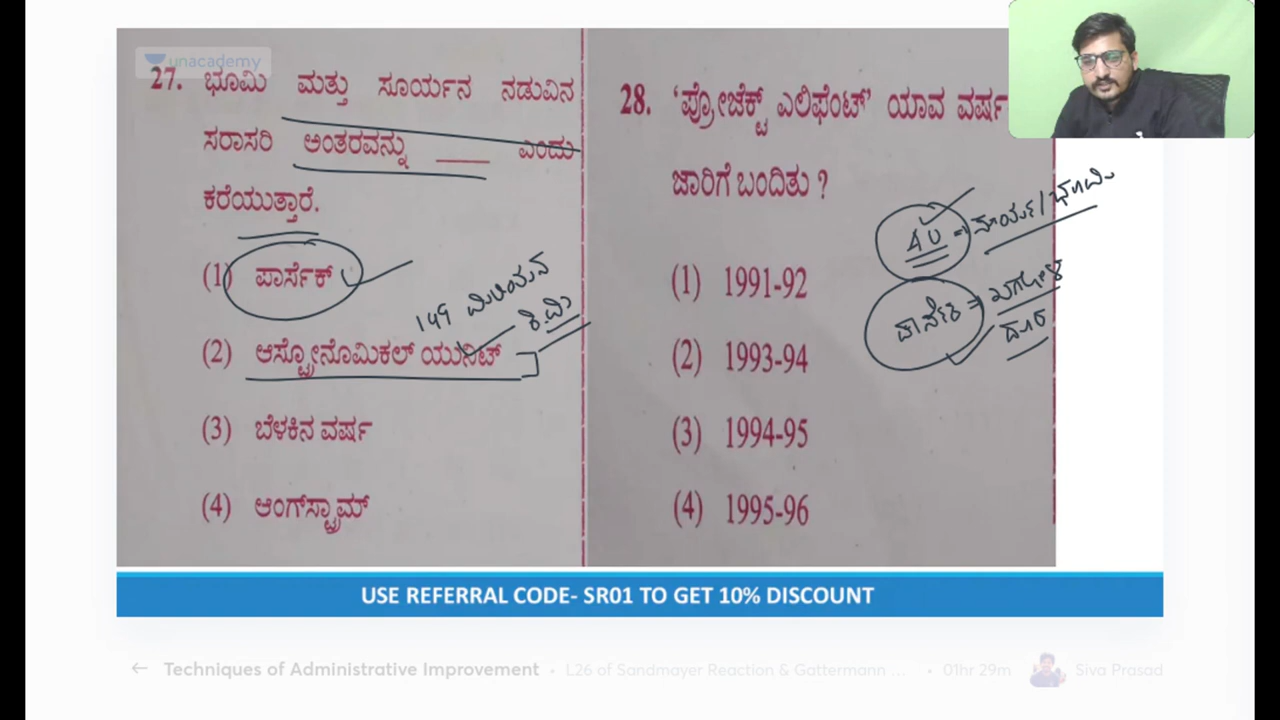 unacademy
27. ಭೂಮಿ ಮತ್ತು ಸೂರ್ಯನ ನಡುವಿನ
ಸರಾಸರಿ ಅಂತರವನ್ನು ____ ಎಂದು
ಕರೆಯುತ್ತಾರೆ.
(1) ಪಾರ್ಸೆಕ್
(2) ಆಸ್ಟ್ರೋನೊಮಿಕಲ್ ಯುನಿಟ್
(3) ಬೆಳಕಿನ ವರ್ಷ
(4) ಆಂಗ್‌ಸ್ಟ್ರಾಮ್
149 ಮಿಲಿಯನ
ಕಿ.ಮಿ
28. 'ಪ್ರೋಜೆಕ್ಟ್ ಎಲಿಫೆಂಟ್' ಯಾವ ವರ್ಷ
ಜಾರಿಗೆ ಬಂದಿತು ?
(1) 1991-92
(2) 1993-94
(3) 1994-95
(4) 1995-96
AU = ಸೂರ್ಯ/ಭೂಮಿ
ದೂರ
USE REFERRAL CODE- SR01 TO GET 10% DISCOUNT
← Techniques of Administrative Improvement • L26 of Sandmayer Reaction & Gattermann ... • 01hr 29m Siva Prasad